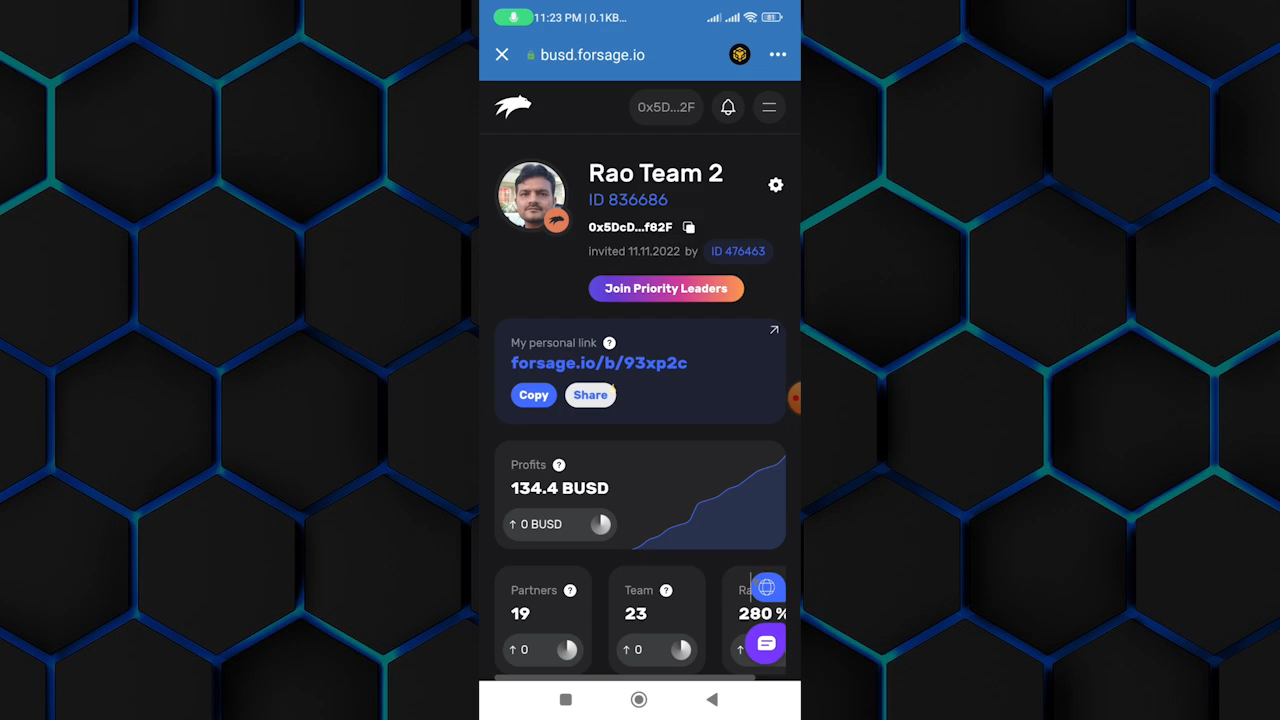 11:23 PM | 0.1KB...
81
busd.forsage.io
0x5D...2F
Rao Team 2
ID 836686
0x5DcD...f82F
invited 11.11.2022 by ID 476463
Join Priority Leaders
My personal link ?
forsage.io/b/93xp2c
Copy Share
Profits ?
134.4 BUSD
↑ 0 BUSD
Partners ? Team ? Ra
19 23 280 %
↑ 0 ↑ 0 ↑